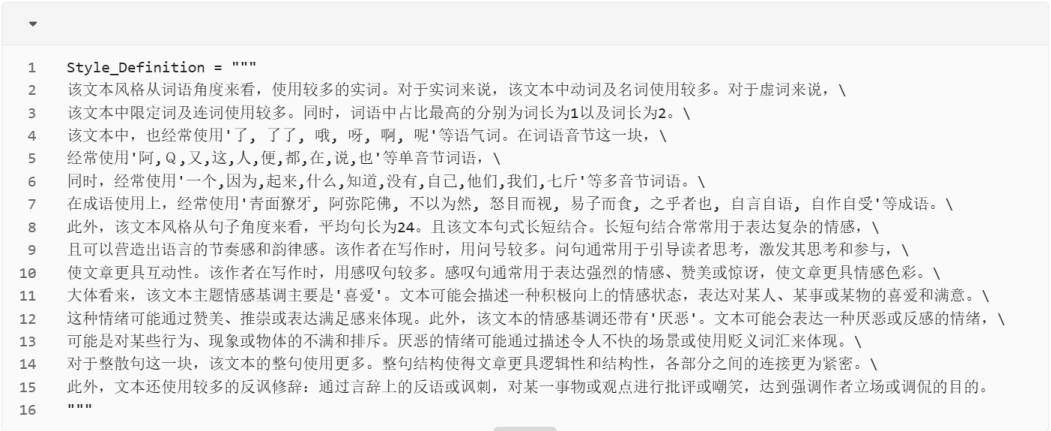 1 Style_Definition = """
2 该文本风格从词语角度来看，使用较多的实词。对于实词来说，该文本中动词及名词使用较多。对于虚词来说，\
3 该文本中限定词及连词使用较多。同时，词语中占比最高的分别为词长为1以及词长为2。\
4 该文本中，也经常使用'了, 了了, 哦, 呀, 啊, 呢'等语气词。在词语音节这一块，\
5 经常使用'阿,Ｑ,又,这,人,便,都,在,说,也'等单音节词语，\
6 同时，经常使用'一个,因为,起来,什么,知道,没有,自己,他们,我们,七斤'等多音节词语。\
7 在成语使用上，经常使用'青面獠牙, 阿弥陀佛, 不以为然, 怒目而视, 易子而食, 之乎者也, 自言自语, 自作自受'等成语。\
8 此外，该文本风格从句子角度来看，平均句长为24。且该文本句式长短结合。长短句结合常常用于表达复杂的情感，\
9 且可以营造出语言的节奏感和韵律感。该作者在写作时，用问号较多。问句通常用于引导读者思考，激发其思考和参与，\
10 使文章更具互动性。该作者在写作时，用感叹句较多。感叹句通常用于表达强烈的情感、赞美或惊讶，使文章更具情感色彩。\
11 大体看来，该文本主题情感基调主要是'喜爱'。文本可能会描述一种积极向上的情感状态，表达对某人、某事或某物的喜爱和满意。\
12 这种情绪可能通过赞美、推崇或表达满足感来体现。此外，该文本的情感基调还带有'厌恶'。文本可能会表达一种厌恶或反感的情绪，\
13 可能是对某些行为、现象或物体的不满和排斥。厌恶的情绪可能通过描述令人不快的场景或使用贬义词汇来体现。\
14 对于整散句这一块，该文本的整句使用更多。整句结构使得文章更具逻辑性和结构性，各部分之间的连接更为紧密。\
15 此外，文本还使用较多的反讽修辞：通过言辞上的反语或讽刺，对某一事物或观点进行批评或嘲笑，达到强调作者立场或调侃的目的。
16 """